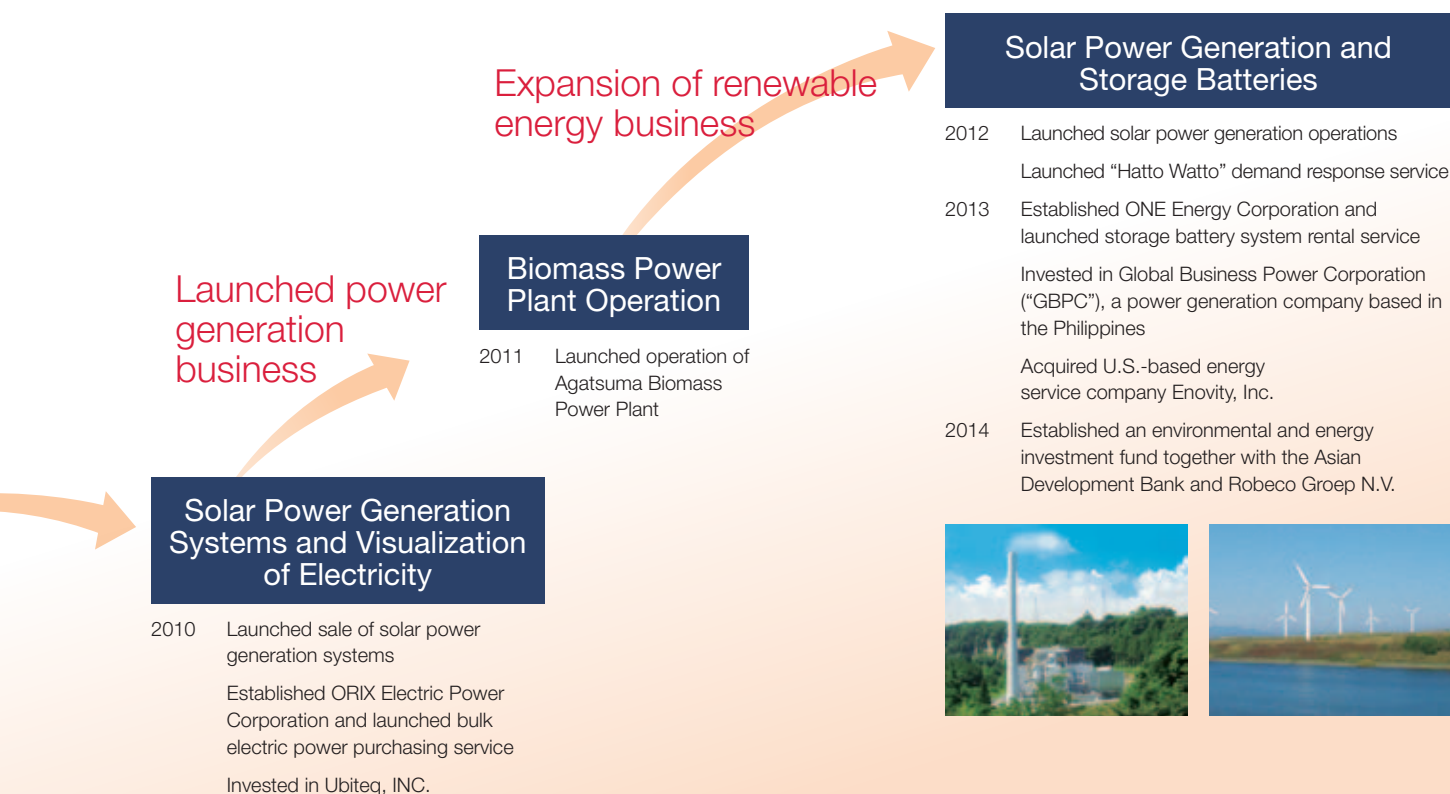 Solar Power Generation
Systems and Visualization
of Electricity
2010 Launched sale of solar power
generation systems
Established ORIX Electric Power
Corporation and launched bulk
electric power purchasing service
Invested in Ubiteq, INC.
Launched power
generation
business
Biomass Power
Plant Operation
2011 Launched operation of
Agatsuma Biomass
Power Plant
Expansion of renewable
energy business
Solar Power Generation and
Storage Batteries
2012 Launched solar power generation operations
Launched “Hatto Watto” demand response service
2013 Established ONE Energy Corporation and
launched storage battery system rental service
Invested in Global Business Power Corporation
(“GBPC”), a power generation company based in
the Philippines
Acquired U.S.-based energy
service company Enovity, Inc.
2014 Established an environmental and energy
investment fund together with the Asian
Development Bank and Robeco Groep N.V.